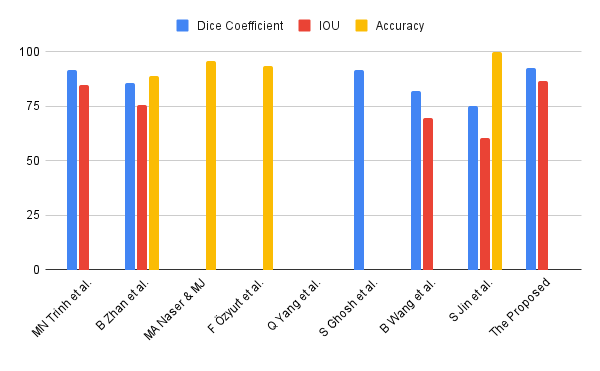 Dice Coefficient IOU Accuracy
100
75
50
25
0
MN Trinh et al.
B Zhan et al.
MA Naser & MJ
F Özyurt et al.
Q Yang et al.
S Ghosh et al.
B Wang et al.
S Jin et al.
The Proposed